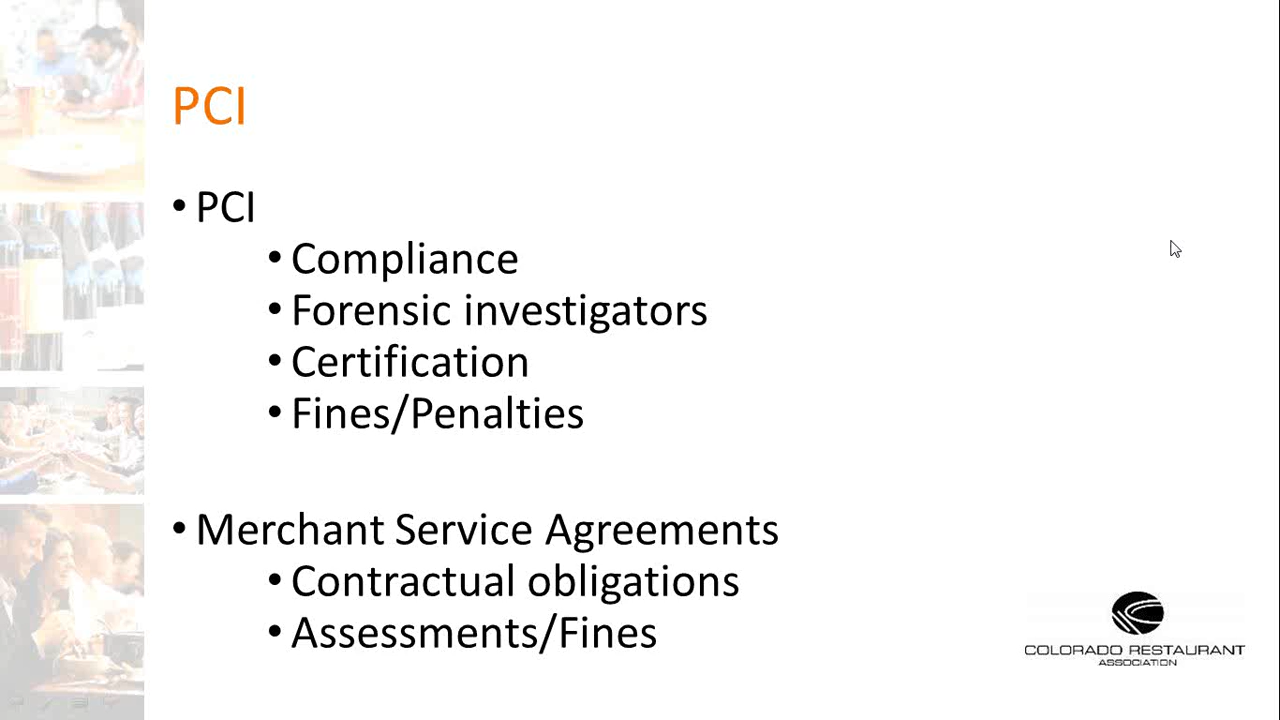 PCI
• PCI
• Compliance
• Forensic investigators
• Certification
• Fines/Penalties
• Merchant Service Agreements
• Contractual obligations
• Assessments/Fines
COLORADO RESTAURANT
ASSOCIATION